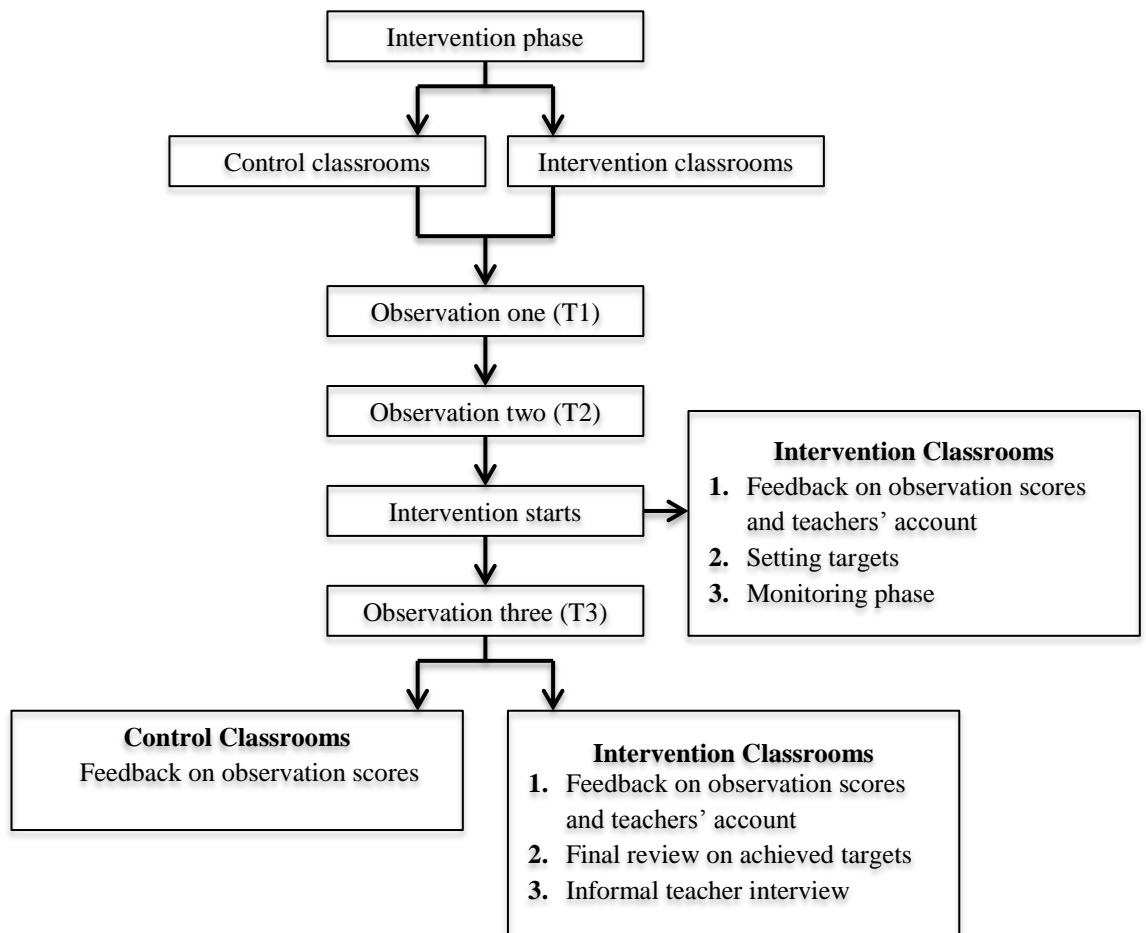 Intervention phase
Control classrooms
Intervention classrooms
Observation one (T1)
Observation two (T2)
Intervention starts
Intervention Classrooms
1. Feedback on observation scores
and teachers’ account
2. Setting targets
3. Monitoring phase
Observation three (T3)
Control Classrooms
Feedback on observation scores
Intervention Classrooms
1. Feedback on observation scores
and teachers’ account
2. Final review on achieved targets
3. Informal teacher interview